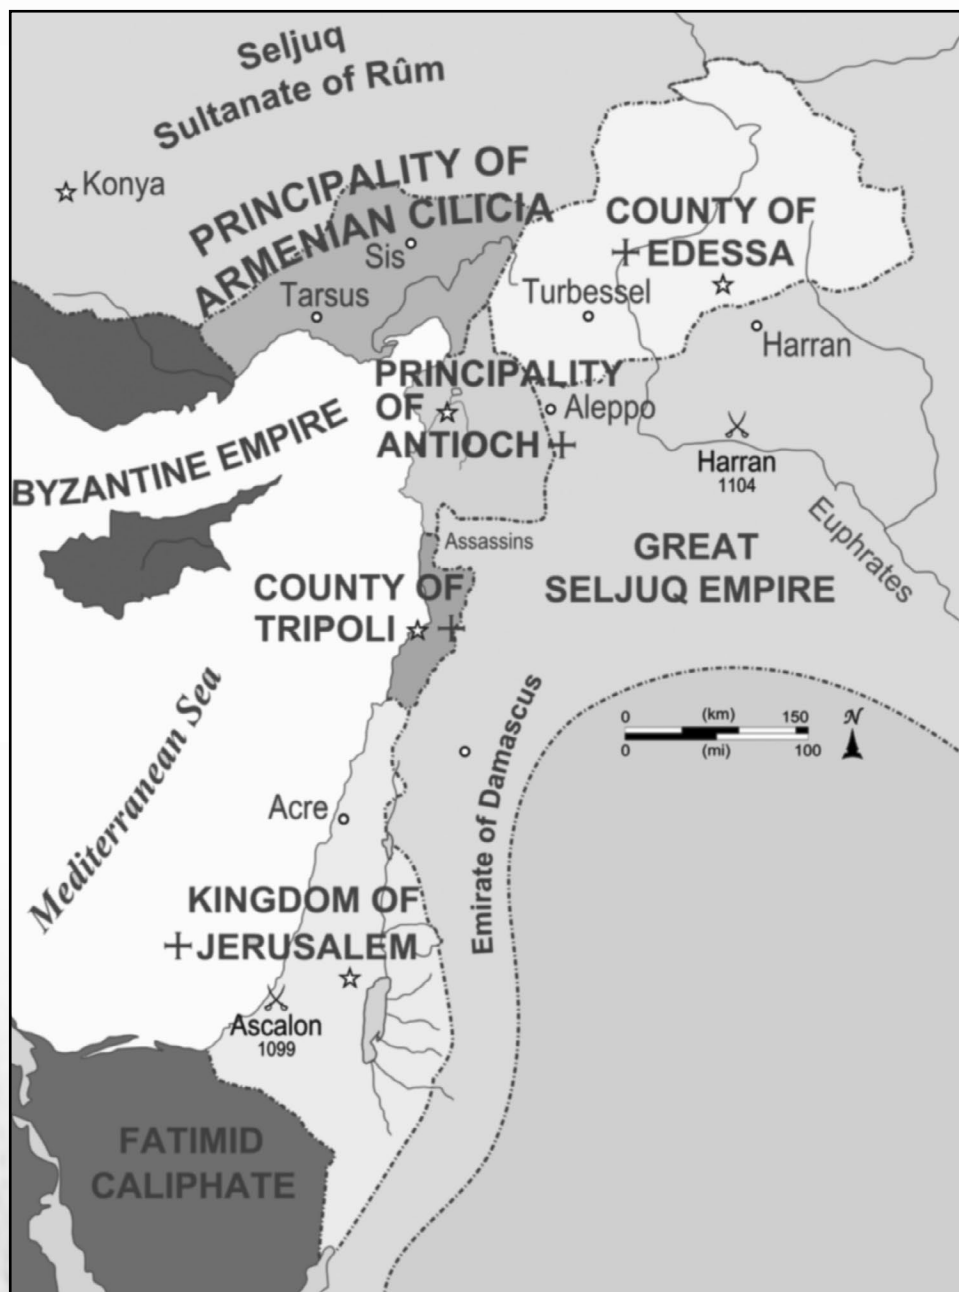 Seljuq
Sultanate of Rûm
Konya
PRINCIPALITY OF
ARMENIAN CILICIA
Sis
Tarsus
COUNTY OF
EDESSA
Turbessel
Harran
PRINCIPALITY
OF
ANTIOCH
Aleppo
Harran
1104
BYZANTINE EMPIRE
Euphrates
Assassins
GREAT
SELJUQ EMPIRE
COUNTY OF
TRIPOLI
Mediterranean Sea
Emirate of Damascus
0 (km) 150
0 (mi) 100
N
Acre
KINGDOM OF
JERUSALEM
Ascalon
1099
FATIMID
CALIPHATE